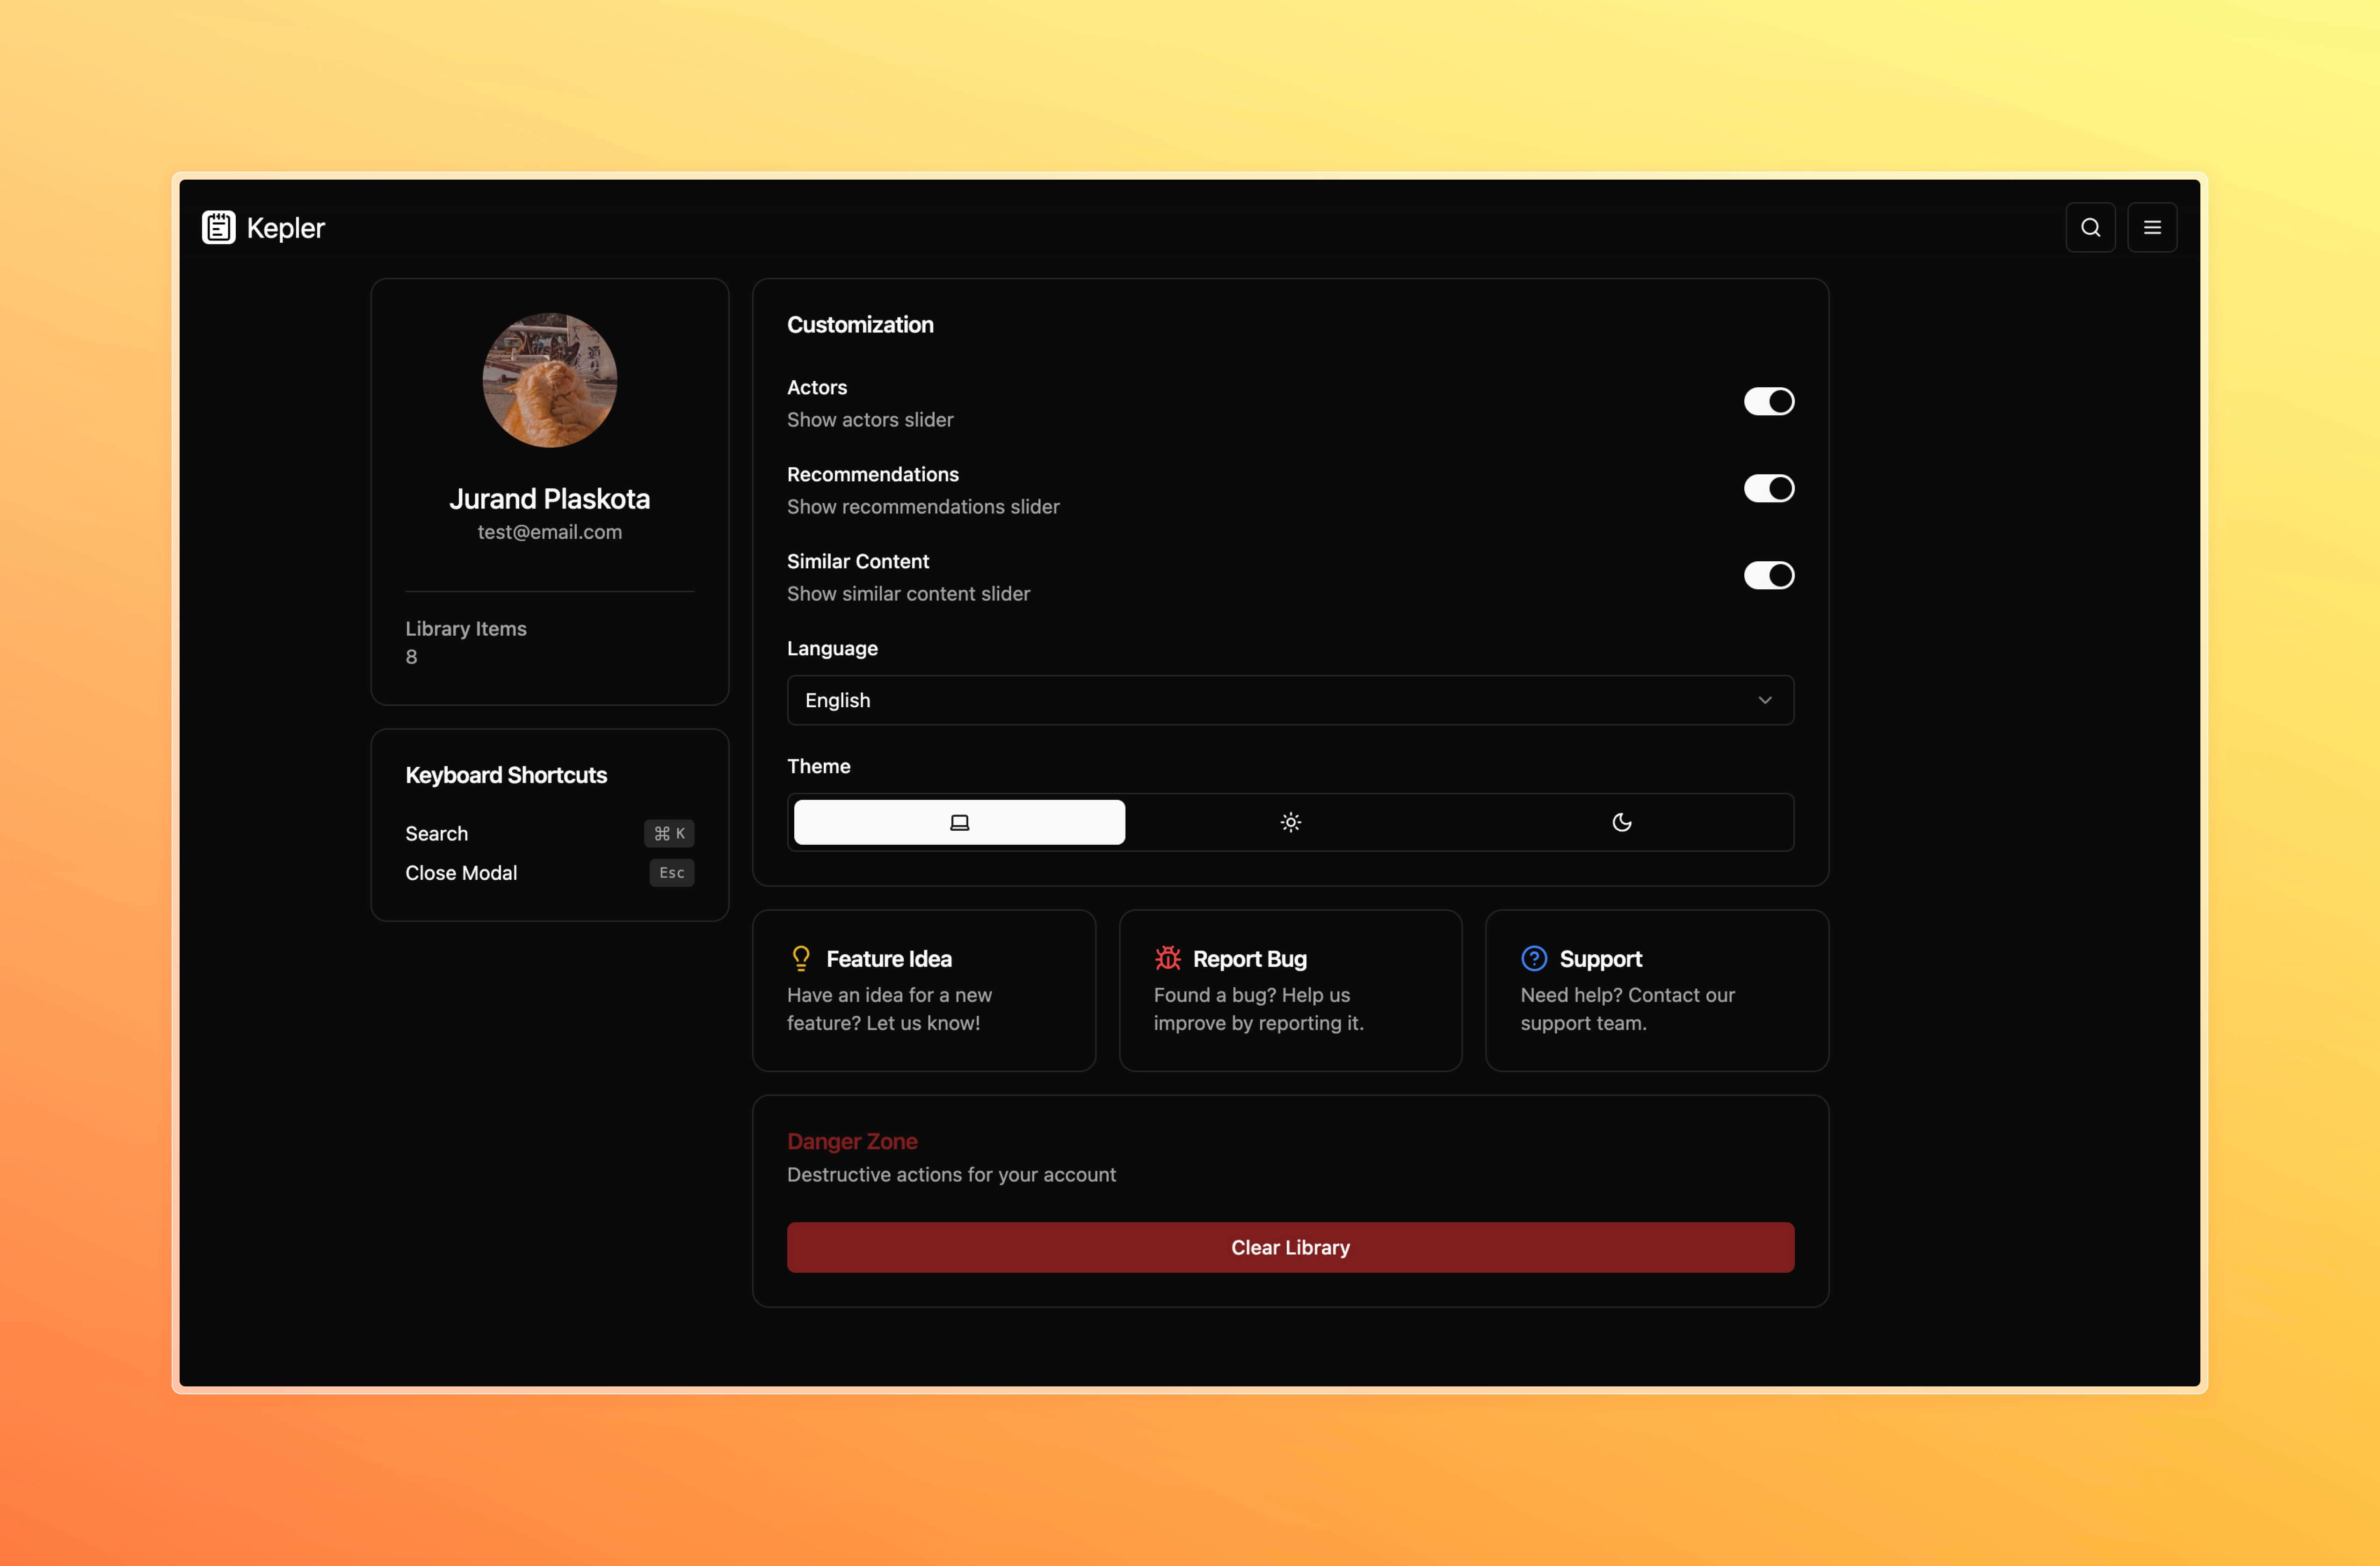 Kepler
Jurand Plaskota
test@email.com
Library Items
8
Keyboard Shortcuts
Search
⌘ K
Close Modal
Esc
Customization
Actors
Show actors slider
Recommendations
Show recommendations slider
Similar Content
Show similar content slider
Language
English
Theme
Feature Idea
Have an idea for a new
feature? Let us know!
Report Bug
Found a bug? Help us
improve by reporting it.
Support
Need help? Contact our
support team.
Danger Zone
Destructive actions for your account
Clear Library